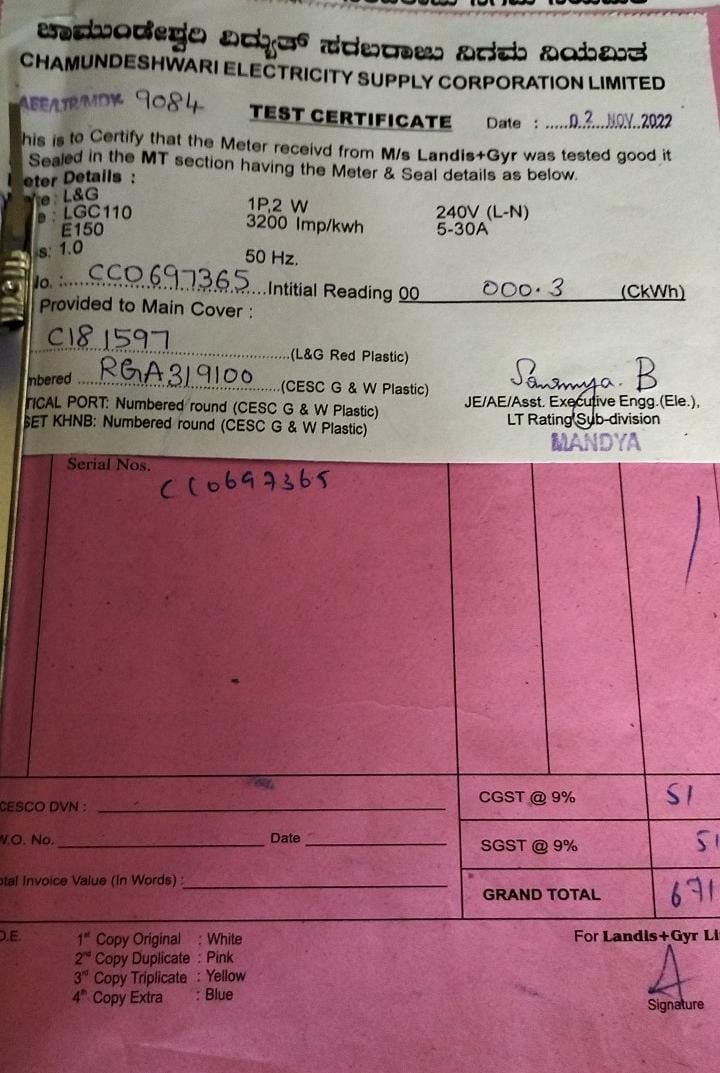 ಚಾಮುಂಡೇಶ್ವರಿ ವಿದ್ಯುತ್ ಸರಬರಾಜು ನಿಗಮ ನಿಯಮಿತ
CHAMUNDESHWARI ELECTRICITY SUPPLY CORPORATION LIMITED
9084 TEST CERTIFICATE Date : .....02 NOV 2022
his is to Certify that the Meter receivd from M/s Landis+Gyr was tested good it
Sealed in the MT section having the Meter & Seal details as below.
eter Details :
: L&G 1P,2 W 240V (L-N)
: LGC110 3200 Imp/kwh 5-30A
E150
s: 1.0 50 Hz.
No. :....CC0697365....Intitial Reading 00 000.3 (CkWh)
Provided to Main Cover :
C181597 ..................(L&G Red Plastic)
mbered ....RGA319100....(CESC G & W Plastic)
TICAL PORT: Numbered round (CESC G & W Plastic)
SET KHNB: Numbered round (CESC G & W Plastic)
JE/AE/Asst. Executive Engg.(Ele.),
LT Rating Sub-division
MANDYA
Serial Nos.
CC0697365
CESCO DVN : CGST @ 9% 51
W.O. No. Date SGST @ 9% 51
otal Invoice Value (In Words) : GRAND TOTAL 671
O.E. 1st Copy Original : White
2nd Copy Duplicate : Pink
3rd Copy Triplicate : Yellow
4th Copy Extra : Blue
For Landis+Gyr Li
Signature